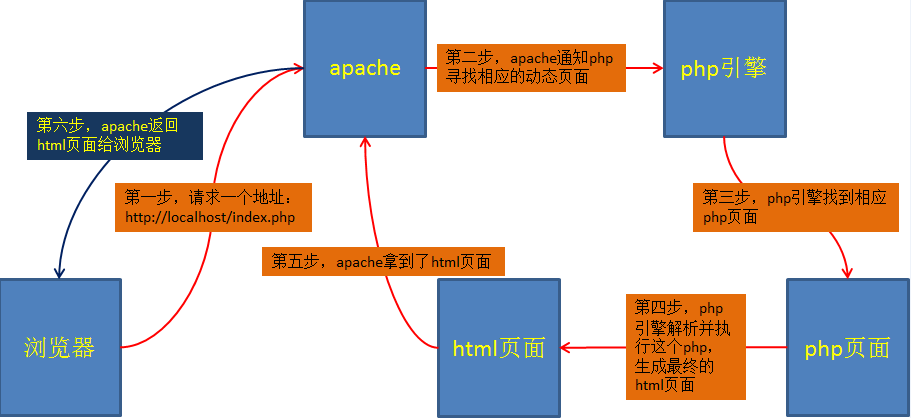 apache
第二步，apache通知php
寻找相应的动态页面
php引擎
第六步，apache返回
html页面给浏览器
第一步，请求一个地址：
http://localhost/index.php
第三步，php引擎找到相应
php页面
第五步，apache拿到了html页面
浏览器
html页面
第四步，php
引擎解析并执
行这个php，
生成最终的
html页面
php页面